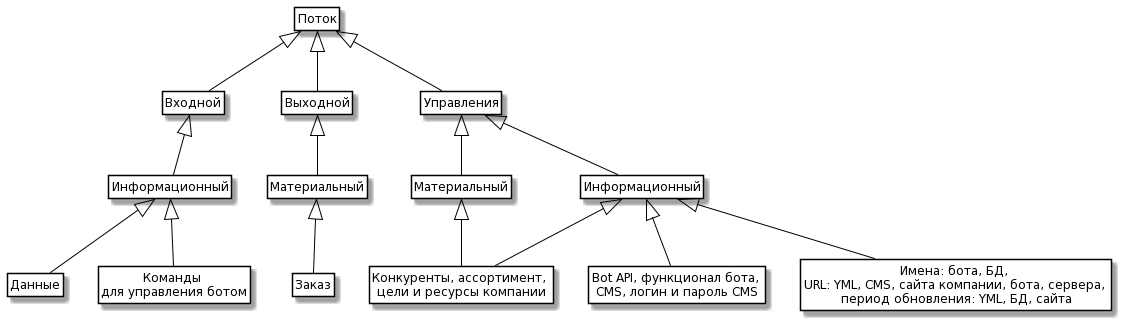 Поток
Входной
Выходной
Управления
Информационный
Материальный
Материальный
Информационный
Данные
Команды
для управления ботом
Заказ
Конкуренты, ассортимент,
цели и ресурсы компании
Bot API, функционал бота,
CMS, логин и пароль CMS
Имена: бота, БД,
URL: YML, CMS, сайта компании, бота, сервера,
период обновления: YML, БД, сайта